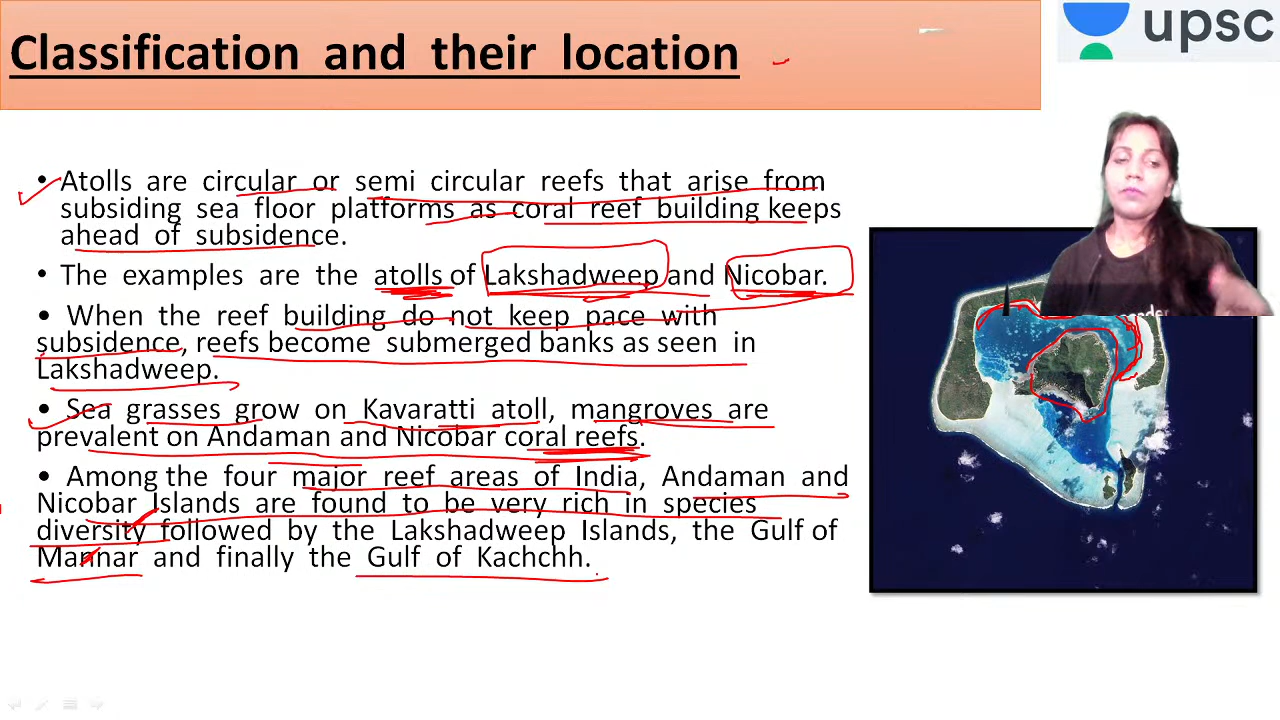 Classification and their location
upsc
• Atolls are circular or semi circular reefs that arise from
subsiding sea floor platforms as coral reef building keeps
ahead of subsidence.
• The examples are the atolls of Lakshadweep and Nicobar.
• When the reef building do not keep pace with
subsidence, reefs become submerged banks as seen in
Lakshadweep.
• Sea grasses grow on Kavaratti atoll, mangroves are
prevalent on Andaman and Nicobar coral reefs.
• Among the four major reef areas of India, Andaman and
Nicobar Islands are found to be very rich in species
diversity followed by the Lakshadweep Islands, the Gulf of
Mannar and finally the Gulf of Kachchh.